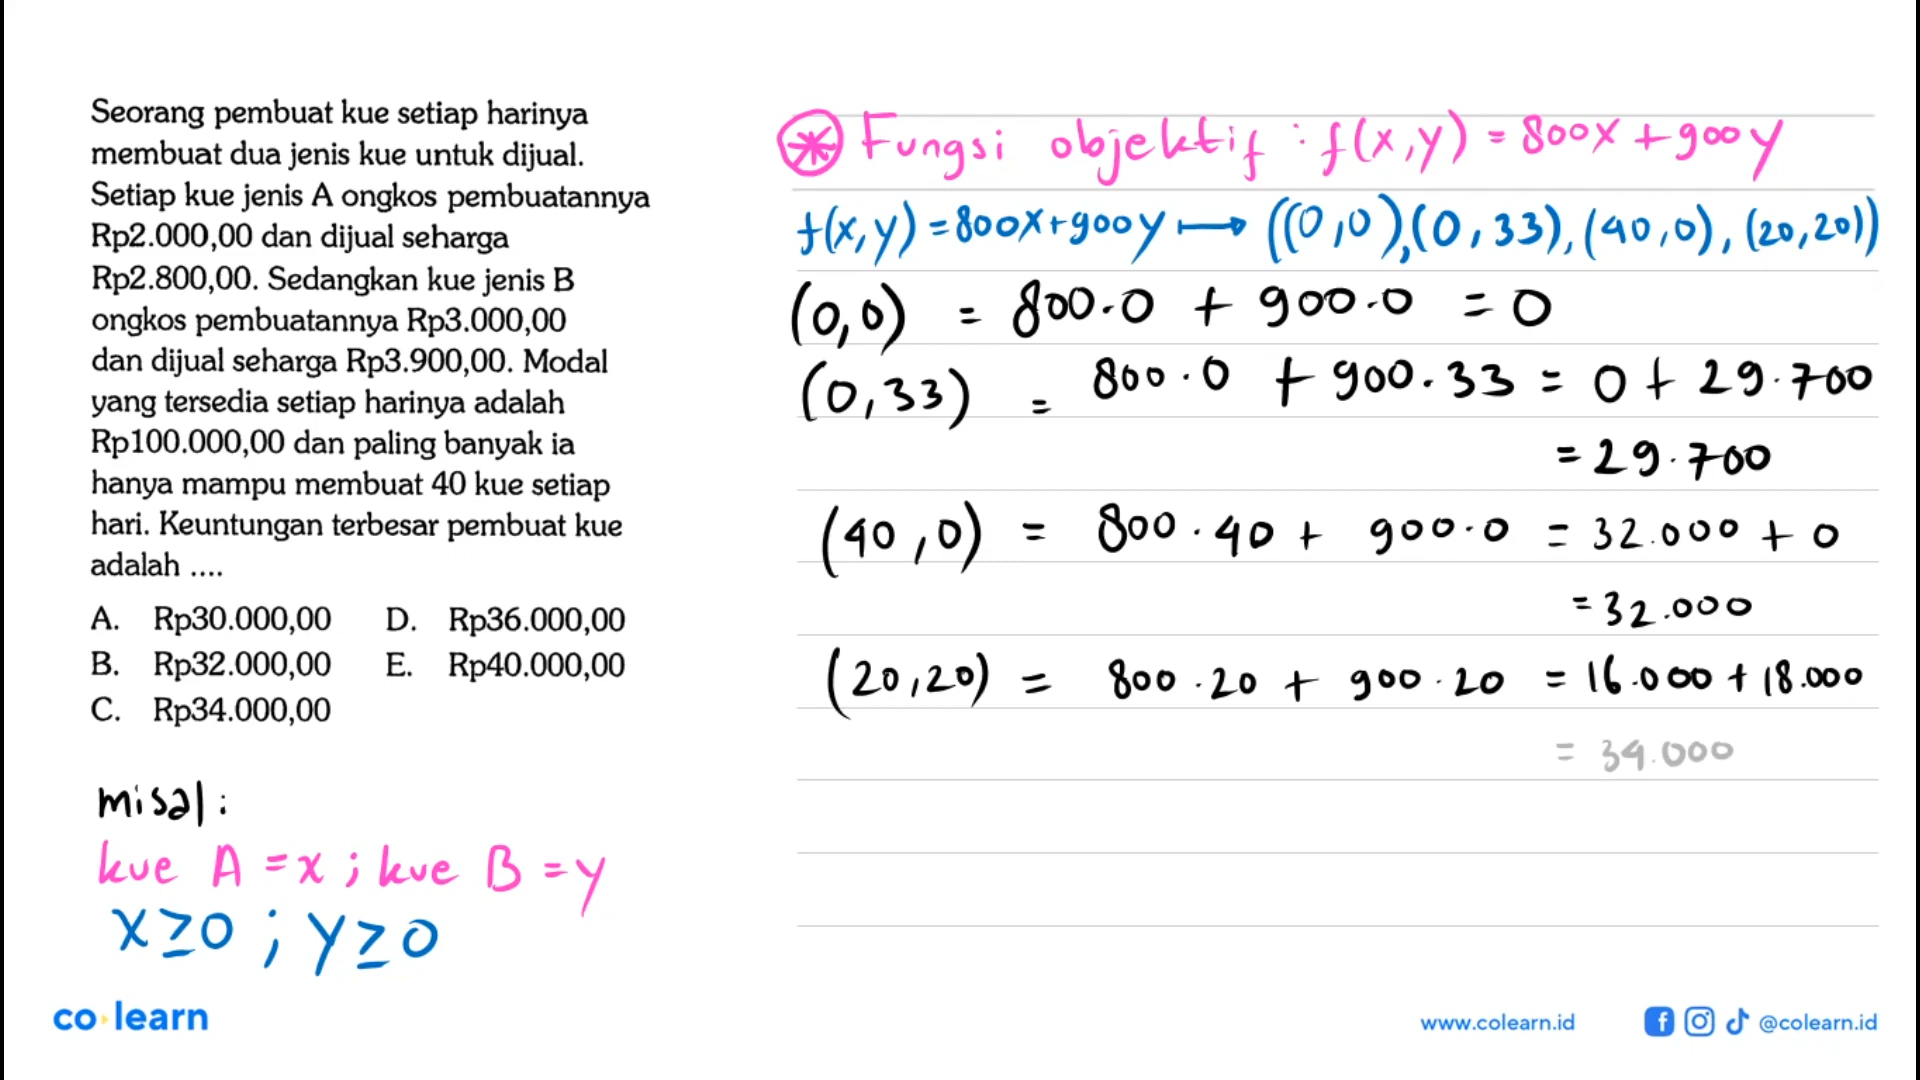 Seorang pembuat kue setiap harinya
membuat dua jenis kue untuk dijual.
Setiap kue jenis A ongkos pembuatannya
Rp2.000,00 dan dijual seharga
Rp2.800,00. Sedangkan kue jenis B
ongkos pembuatannya Rp3.000,00
dan dijual seharga Rp3.900,00. Modal
yang tersedia setiap harinya adalah
Rp100.000,00 dan paling banyak ia
hanya mampu membuat 40 kue setiap
hari. Keuntungan terbesar pembuat kue
adalah ....
A. Rp30.000,00 D. Rp36.000,00
B. Rp32.000,00 E. Rp40.000,00
C. Rp34.000,00
misal:
kue A = x ; kue B = y
x ≥ 0 ; y ≥ 0
* Fungsi objektif : f(x,y) = 800x + 900y
f(x,y) = 800x + 900y ↦ ((0,0),(0,33),(40,0),(20,20))
(0,0) = 800.0 + 900.0 = 0
(0,33) = 800.0 + 900.33 = 0 + 29.700
= 29.700
(40,0) = 800.40 + 900.0 = 32.000 + 0
= 32.000
(20,20) = 800.20 + 900.20 = 16.000 + 18.000
= 34.000
co learn
www.colearn.id
@colearn.id